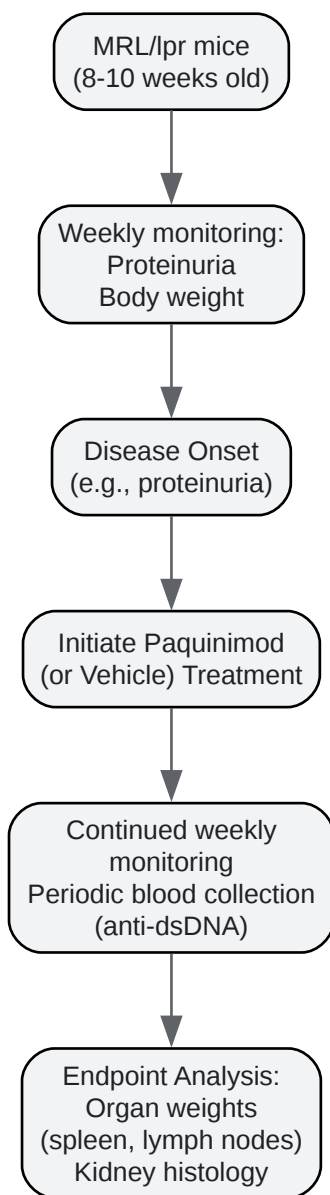 MRL/lpr mice
(8-10 weeks old)
Weekly monitoring:
Proteinuria
Body weight
Disease Onset
(e.g., proteinuria)
Initiate Paquinimod
(or Vehicle) Treatment
Continued weekly
monitoring
Periodic blood collection
(anti-dsDNA)
Endpoint Analysis:
Organ weights
(spleen, lymph nodes)
Kidney histology